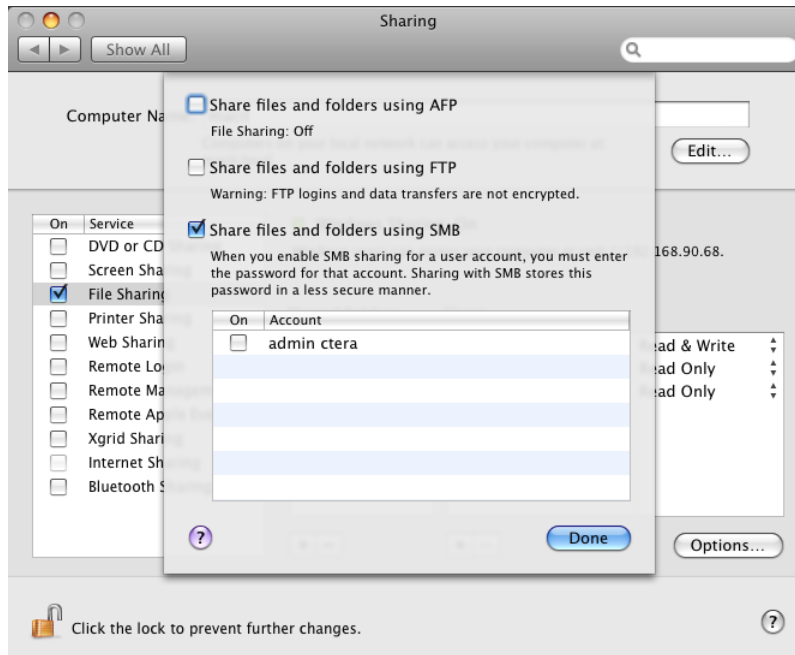 Sharing
Show All
Computer Na
Edit...
Share files and folders using AFP
File Sharing: Off
Share files and folders using FTP
Warning: FTP logins and data transfers are not encrypted.
Share files and folders using SMB
When you enable SMB sharing for a user account, you must enter
the password for that account. Sharing with SMB stores this
password in a less secure manner.
On Account
admin ctera
? Done
On Service
DVD or CD Sharing
Screen Sha
File Sharing
Printer Sha
Web Sharin
Remote Lo
Remote Ma
Remote Ap
Xgrid Shari
Internet Sh
Bluetooth S
168.90.68.
ead & Write
ead Only
ead Only
Options...
Click the lock to prevent further changes.
?